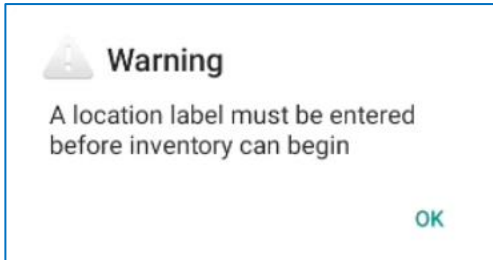 Warning
A location label must be entered
before inventory can begin
OK